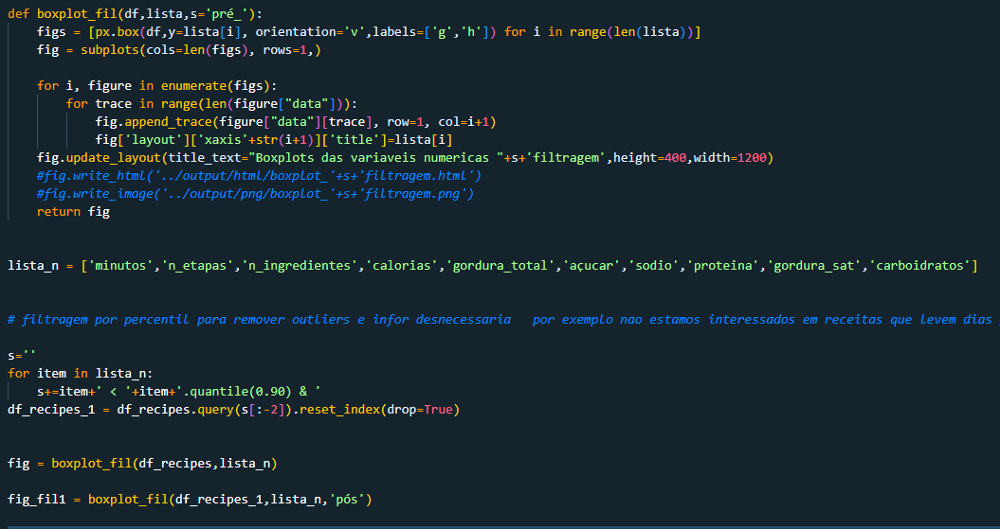 def boxplot_fil(df,lista,s='pré_'):
    figs = [px.box(df,y=lista[i], orientation='v',labels=['g','h']) for i in range(len(lista))]
    fig = subplots(cols=len(figs), rows=1,)
    for i, figure in enumerate(figs):
        for trace in range(len(figure["data"])):
            fig.append_trace(figure["data"][trace], row=1, col=i+1)
            fig['layout']['xaxis'+str(i+1)]['title']=lista[i]
    fig.update_layout(title_text="Boxplots das variaveis numericas "+s+'filtragem',height=400,width=1200)
    #fig.write_html('../output/html/boxplot_'+s+'filtragem.html')
    #fig.write_image('../output/png/boxplot_'+s+'filtragem.png')
    return fig
lista_n = ['minutos','n_etapas','n_ingredientes','calorias','gordura_total','açucar','sodio','proteina','gordura_sat','carboidratos']
# filtragem por percentil para remover outliers e infor desnecessaria   por exemplo nao estamos interessados em receitas que levem dias
s=''
for item in lista_n:
    s+=item+' < '+item+'.quantile(0.90) & '
df_recipes_1 = df_recipes.query(s[:-2]).reset_index(drop=True)
fig = boxplot_fil(df_recipes,lista_n)
fig_fil1 = boxplot_fil(df_recipes_1,lista_n,'pós')